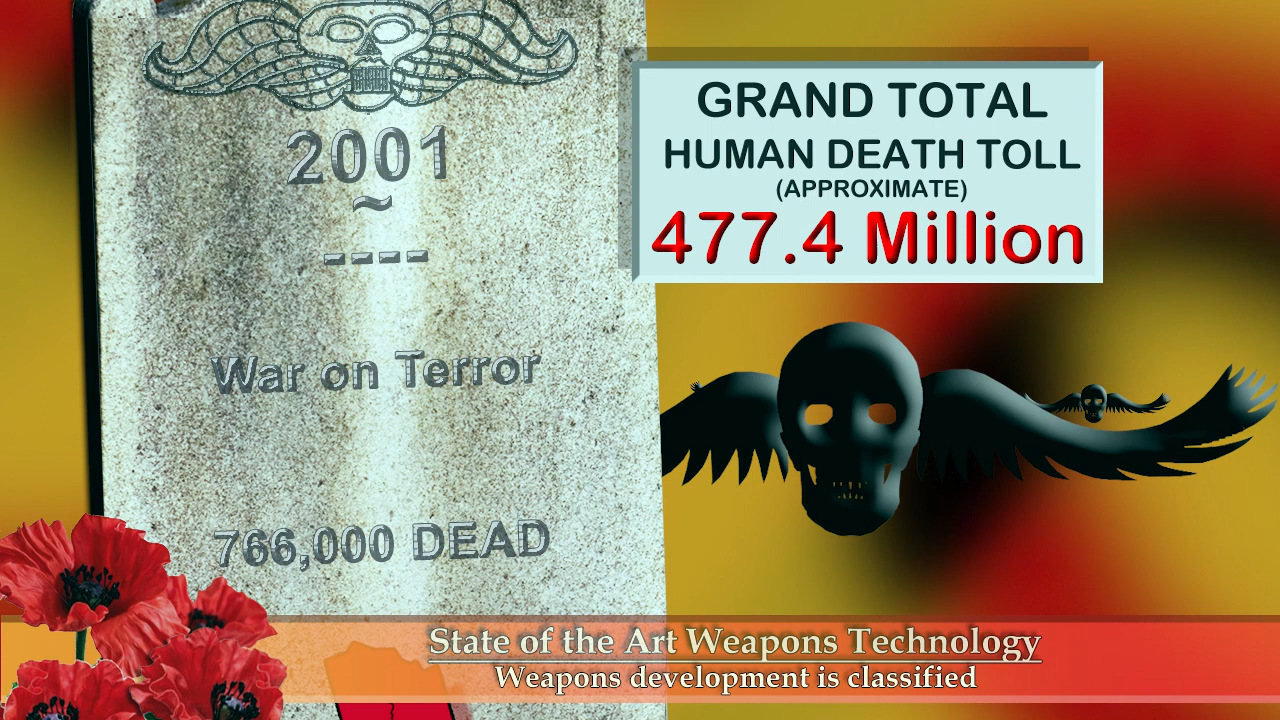 2001
~
----
War on Terror
766,000 DEAD
GRAND TOTAL
HUMAN DEATH TOLL
(APPROXIMATE)
477.4 Million
State of the Art Weapons Technology
Weapons development is classified